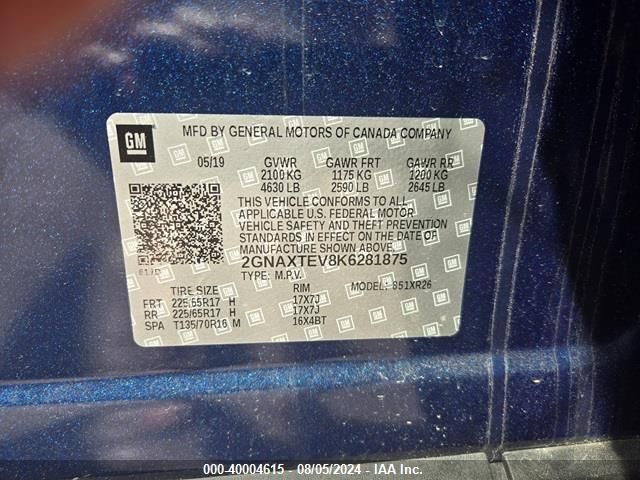 GM MFD BY GENERAL MOTORS OF CANADA COMPANY
05/19 GVWR GAWR FRT GAWR RR
2100 KG 1175 KG 1200 KG
4630 LB 2590 LB 2645 LB
THIS VEHICLE CONFORMS TO ALL
APPLICABLE U.S. FEDERAL MOTOR
VEHICLE SAFETY AND THEFT PREVENTION
STANDARDS IN EFFECT ON THE DATE OF
MANUFACTURE SHOWN ABOVE.
2GNAXTEV8K6281875
TYPE: M.P.V. MODEL: 1XR26
TIRE SIZE RIM
FRT 225/65R17 H 17X7J
RR 225/65R17 H 17X7J
SPA T135/70R16 M 16X4BT
000-40004615 - 08/05/2024 - IAA Inc.